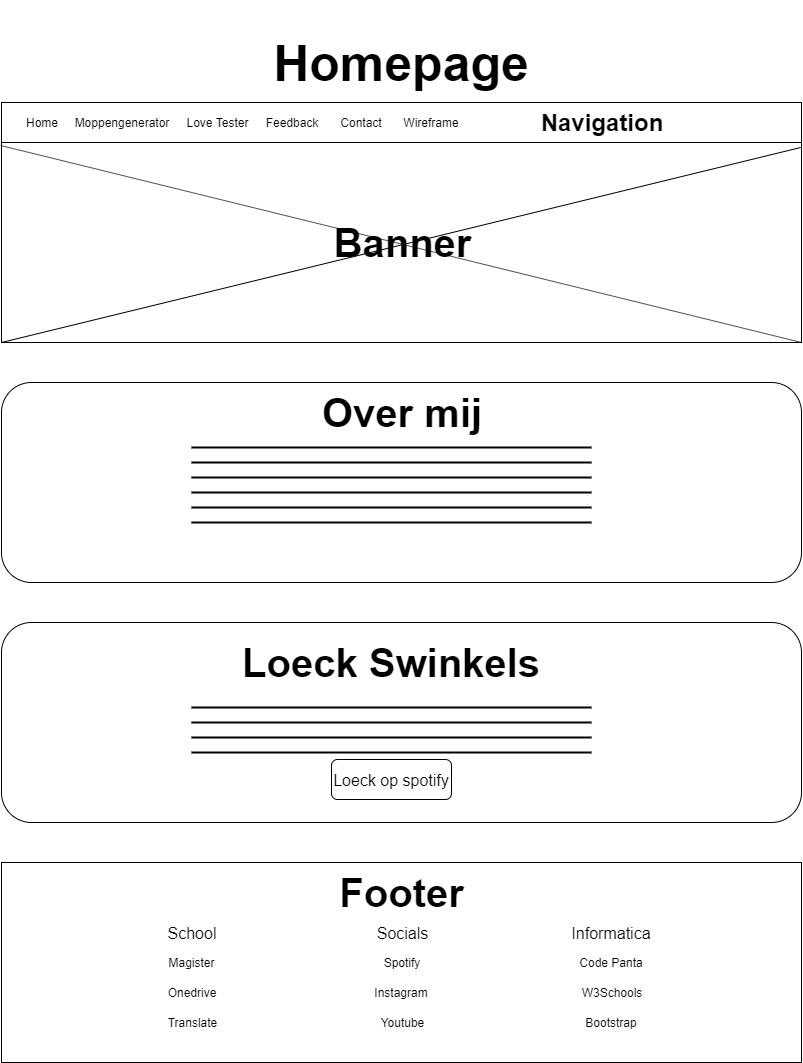 Homepage
Home Moppengenerator Love Tester Feedback Contact Wireframe Navigation
Banner
Over mij
Loeck Swinkels
Loeck op spotify
Footer
School Socials Informatica
Magister Spotify Code Panta
Onedrive Instagram W3Schools
Translate Youtube Bootstrap